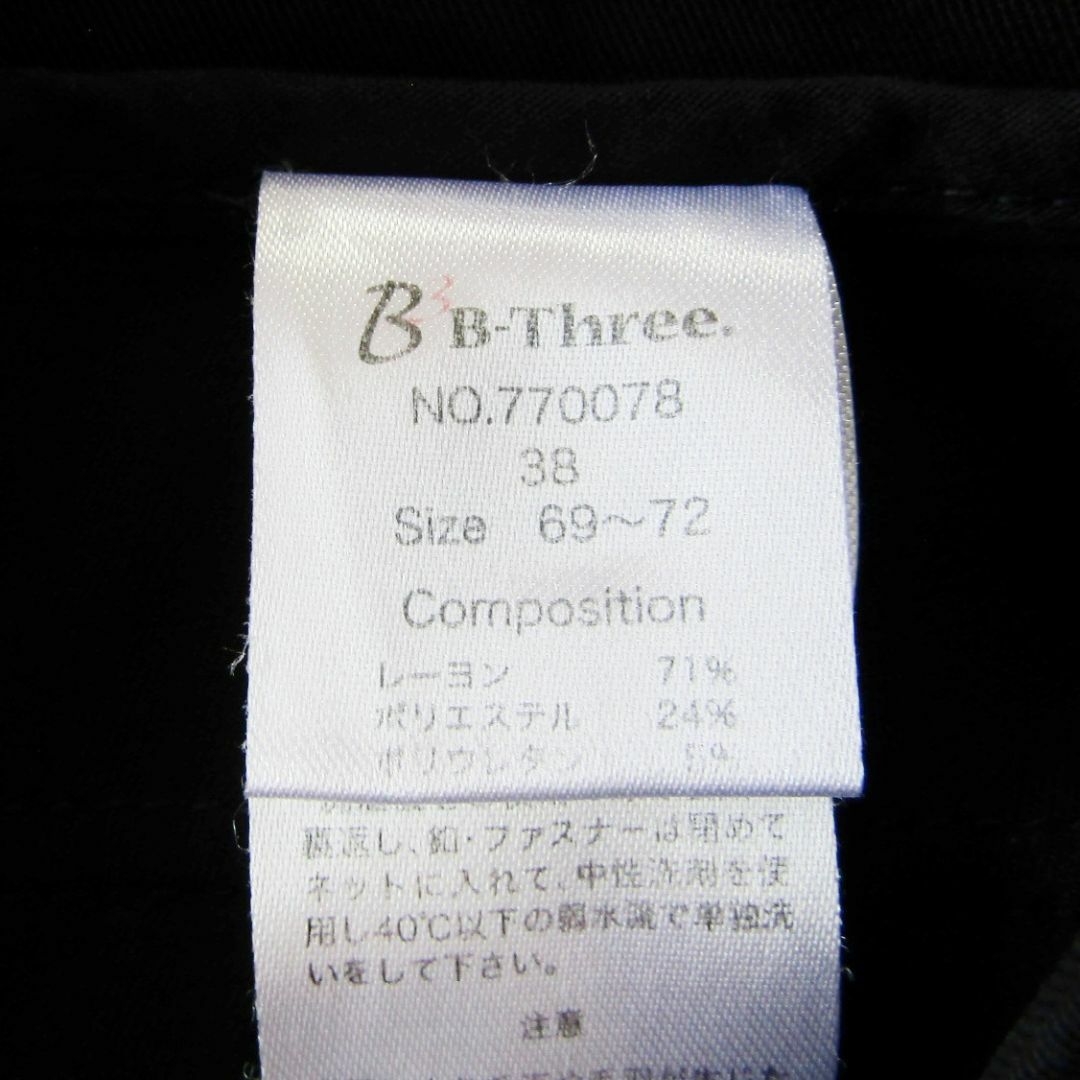 B3 B-Three.
NO.770078
38
Size 69～72
Composition
レーヨン 71%
ポリエステル 24%
ポリウレタン 5%
裏返し、釦・ファスナーは閉めて
ネットに入れて、中性洗剤を使
用し40℃以下の弱水流で単独洗
いをして下さい。
注意